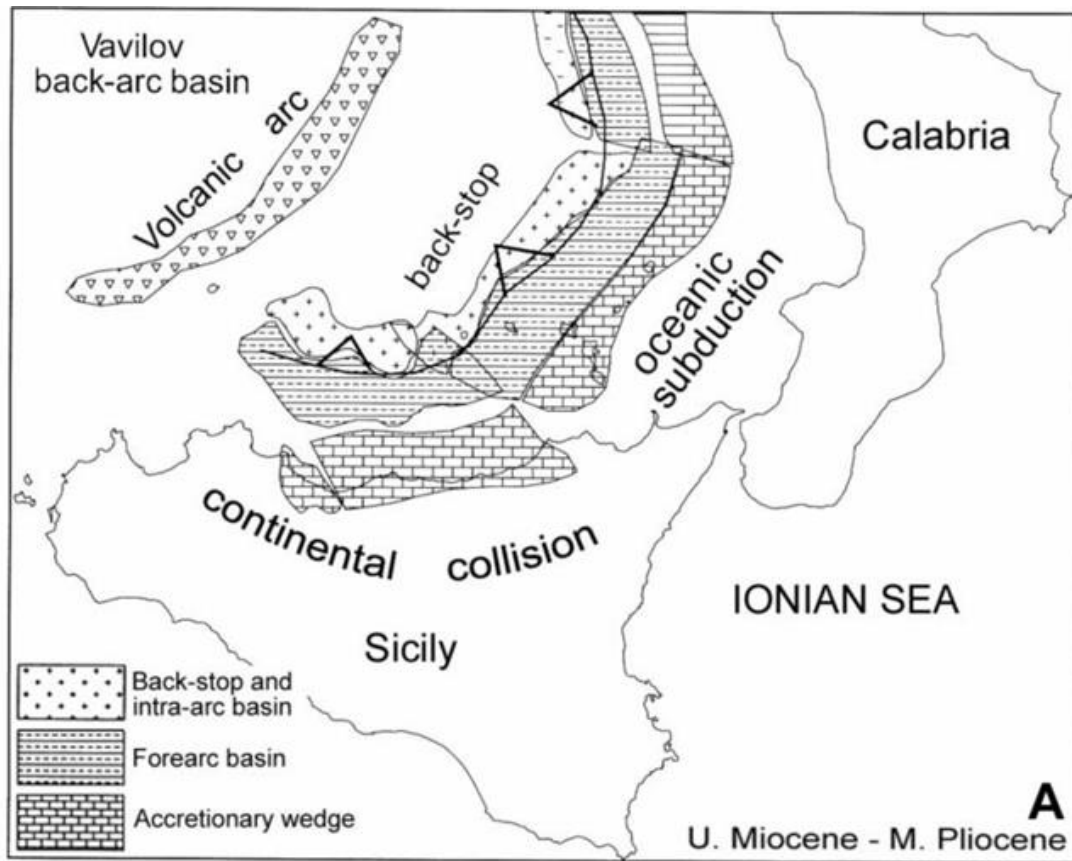 Vavilov
back-arc basin
Volcanic arc
back-stop
Calabria
oceanic
subduction
continental collision
IONIAN SEA
Sicily
Back-stop and
intra-arc basin
Forearc basin
Accretionary wedge
A
U. Miocene - M. Pliocene